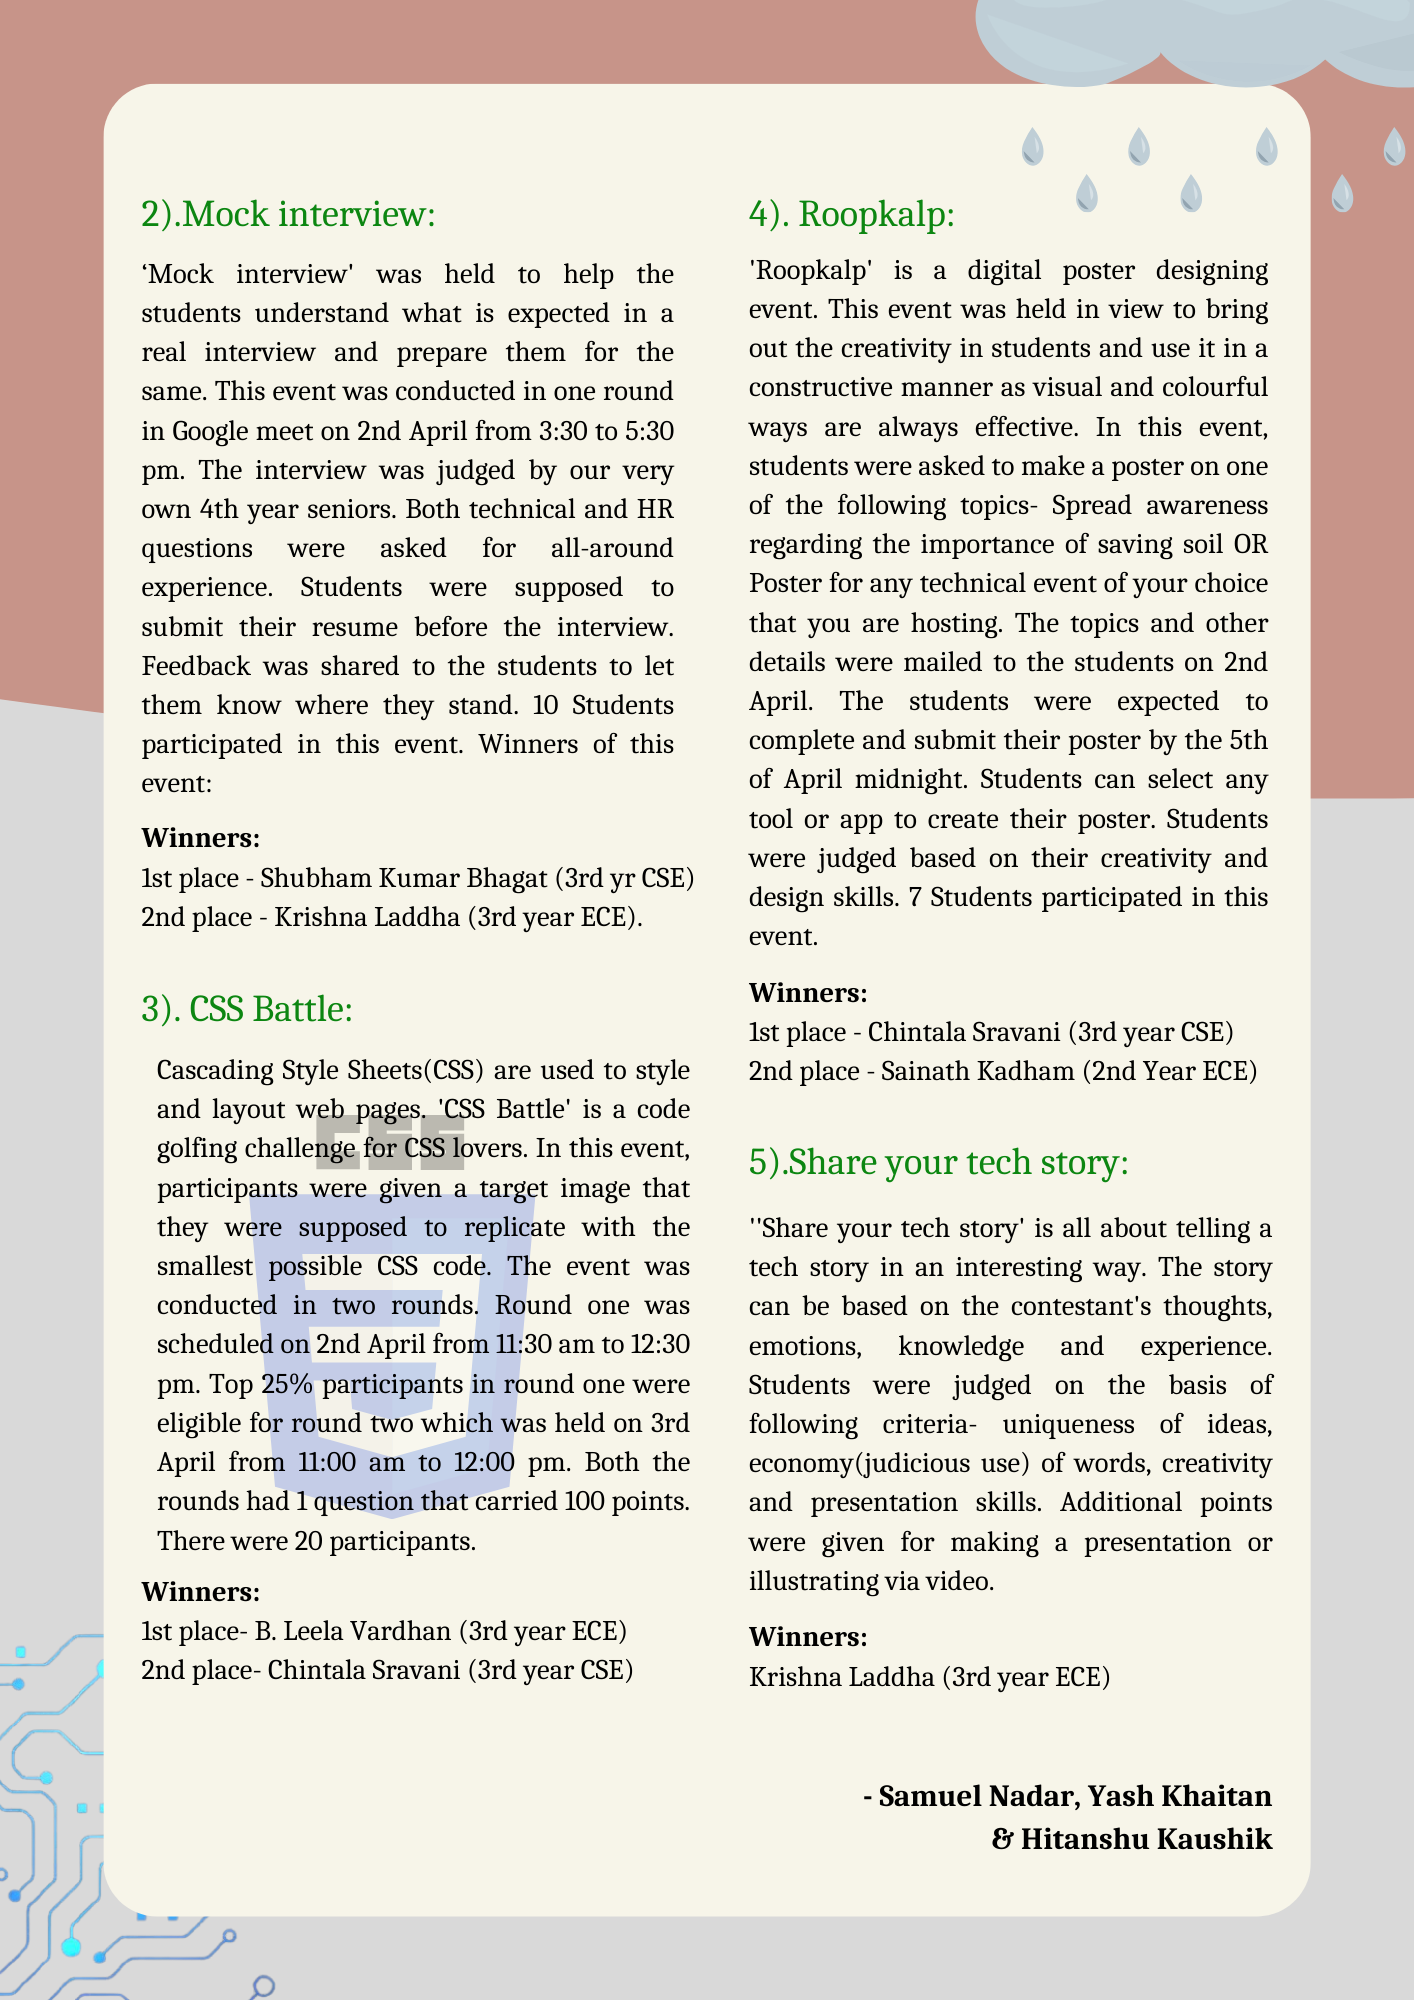 2).Mock interview:
‘Mock interview' was held to help the
students understand what is expected in a
real interview and prepare them for the
same. This event was conducted in one round
in Google meet on 2nd April from 3:30 to 5:30
pm. The interview was judged by our very
own 4th year seniors. Both technical and HR
questions were asked for all-around
experience. Students were supposed to
submit their resume before the interview.
Feedback was shared to the students to let
them know where they stand. 10 Students
participated in this event. Winners of this
event:
Winners:
1st place - Shubham Kumar Bhagat (3rd yr CSE)
2nd place - Krishna Laddha (3rd year ECE).
3). CSS Battle:
Cascading Style Sheets(CSS) are used to style
and layout web pages. 'CSS Battle' is a code
golfing challenge for CSS lovers. In this event,
participants were given a target image that
they were supposed to replicate with the
smallest possible CSS code. The event was
conducted in two rounds. Round one was
scheduled on 2nd April from 11:30 am to 12:30
pm. Top 25% participants in round one were
eligible for round two which was held on 3rd
April from 11:00 am to 12:00 pm. Both the
rounds had 1 question that carried 100 points.
There were 20 participants.
CSS
Winners:
1st place- B. Leela Vardhan (3rd year ECE)
2nd place- Chintala Sravani (3rd year CSE)
4). Roopkalp:
'Roopkalp' is a digital poster designing
event. This event was held in view to bring
out the creativity in students and use it in a
constructive manner as visual and colourful
ways are always effective. In this event,
students were asked to make a poster on one
of the following topics- Spread awareness
regarding the importance of saving soil OR
Poster for any technical event of your choice
that you are hosting. The topics and other
details were mailed to the students on 2nd
April. The students were expected to
complete and submit their poster by the 5th
of April midnight. Students can select any
tool or app to create their poster. Students
were judged based on their creativity and
design skills. 7 Students participated in this
event.
Winners:
1st place - Chintala Sravani (3rd year CSE)
2nd place - Sainath Kadham (2nd Year ECE)
5).Share your tech story:
''Share your tech story' is all about telling a
tech story in an interesting way. The story
can be based on the contestant's thoughts,
emotions, knowledge and experience.
Students were judged on the basis of
following criteria- uniqueness of ideas,
economy(judicious use) of words, creativity
and presentation skills. Additional points
were given for making a presentation or
illustrating via video.
Winners:
Krishna Laddha (3rd year ECE)
- Samuel Nadar, Yash Khaitan
& Hitanshu Kaushik